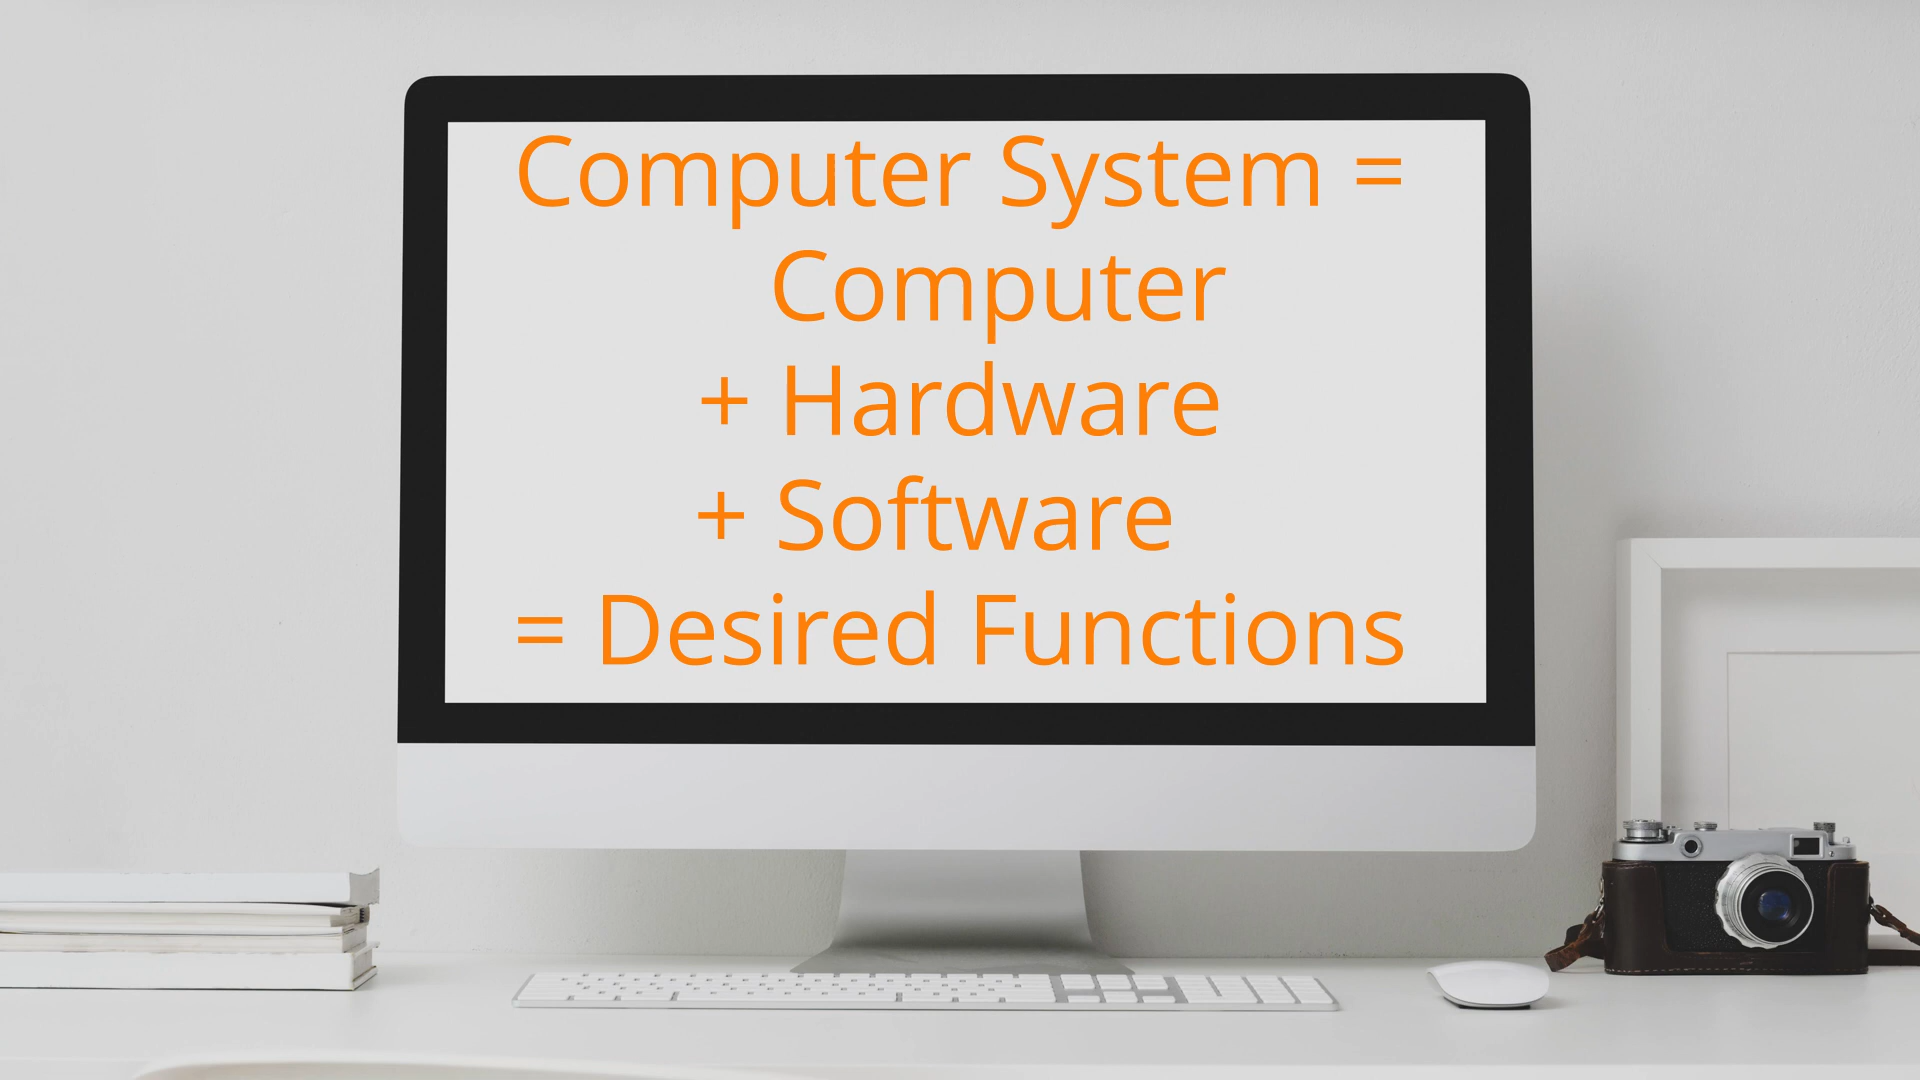 Computer System =
Computer
+ Hardware
+ Software
= Desired Functions